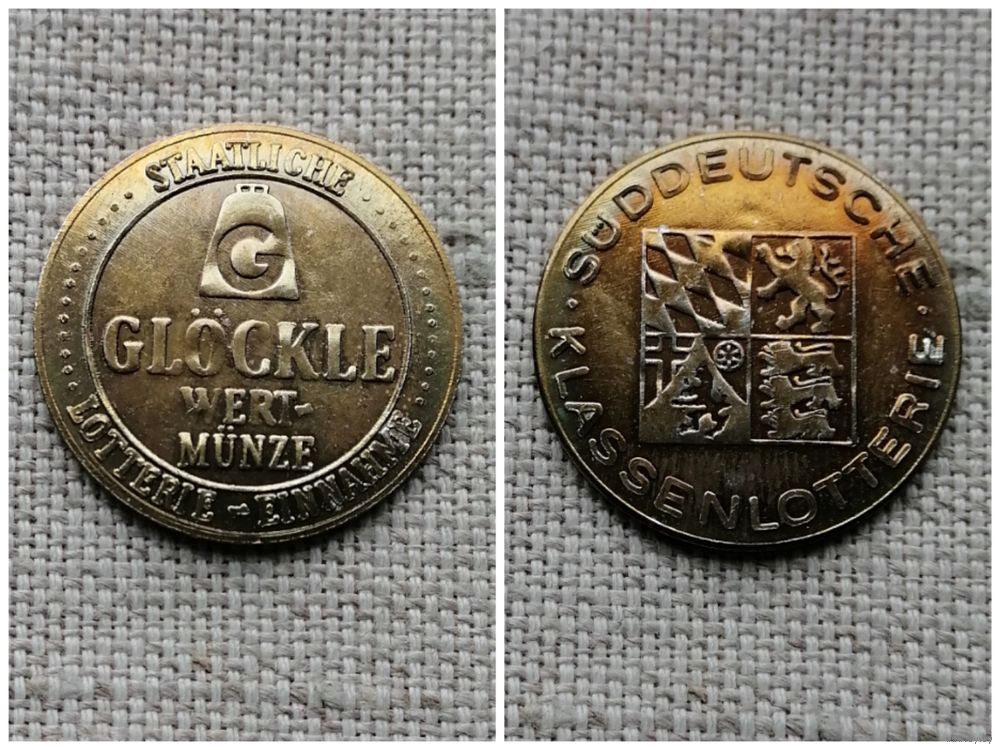 STAATLICHE
G
GLÖCKLE
WERT-
MÜNZE
LOTTERIE - EINNAHME
SÜDDEUTSCHE
· KLASSENLOTTERIE ·